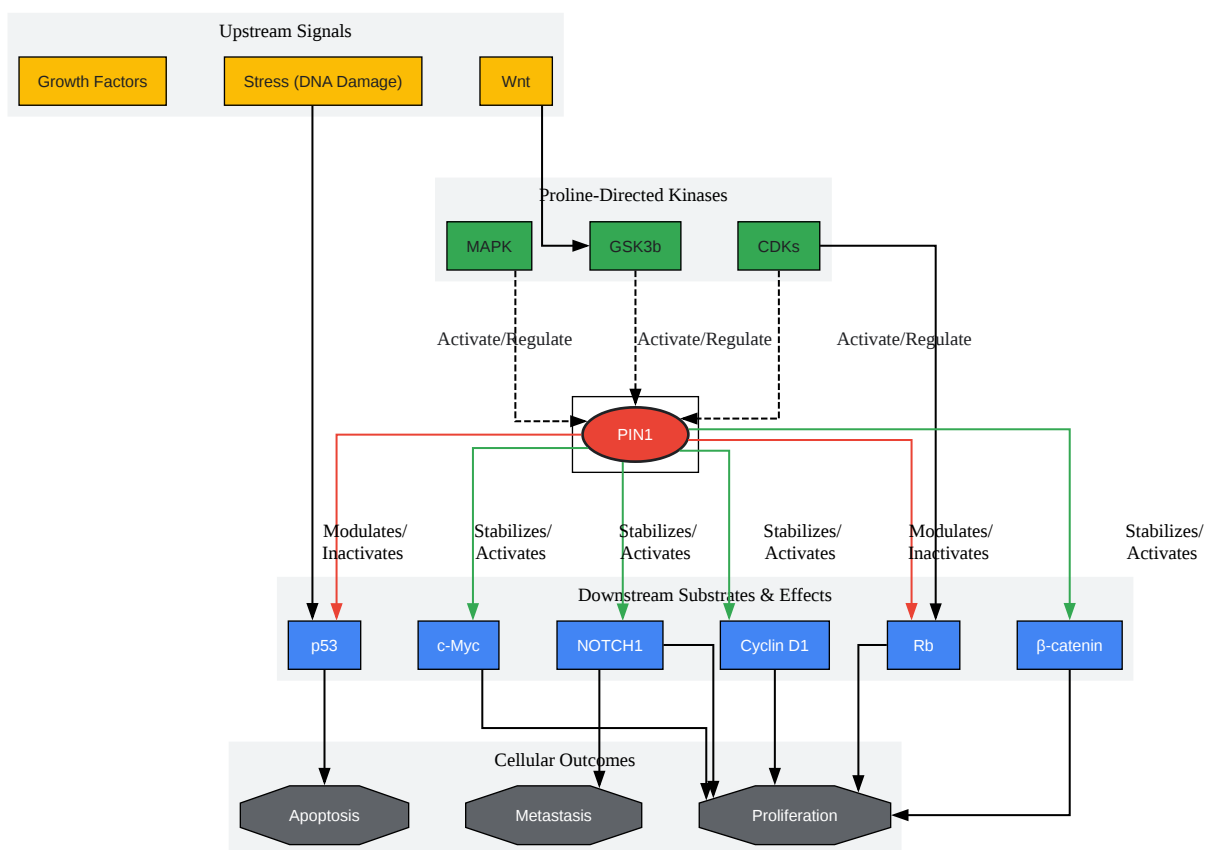 Upstream Signals
Growth Factors
Stress (DNA Damage)
Wnt
Proline-Directed Kinases
MAPK
GSK3b
CDKs
Activate/Regulate
Activate/Regulate
Activate/Regulate
PIN1
Modulates/
Inactivates
Stabilizes/
Activates
Stabilizes/
Activates
Stabilizes/
Activates
Modulates/
Inactivates
Stabilizes/
Activates
Downstream Substrates & Effects
p53
c-Myc
NOTCH1
Cyclin D1
Rb
β-catenin
Cellular Outcomes
Apoptosis
Metastasis
Proliferation